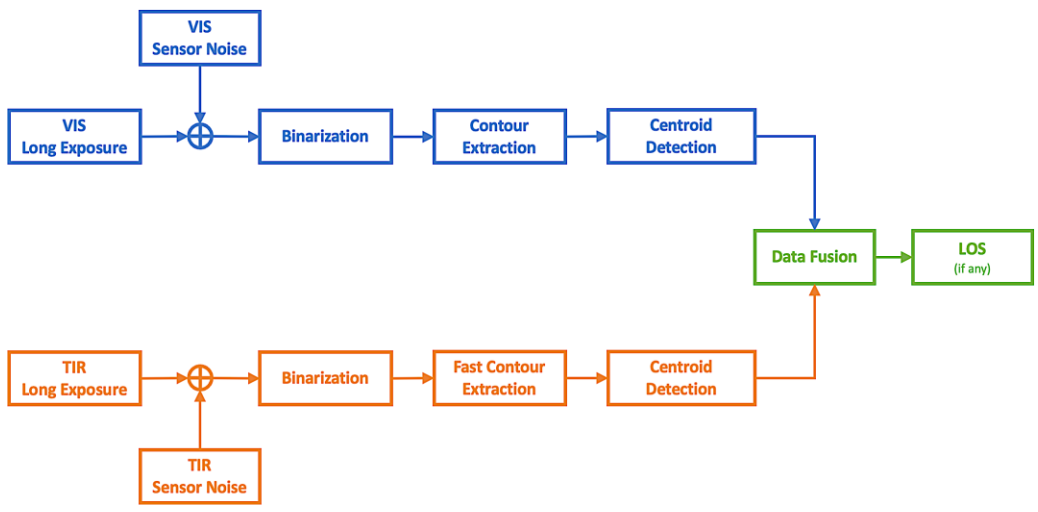 VIS
Sensor Noise
VIS
Long Exposure
Binarization
Contour
Extraction
Centroid
Detection
Data Fusion
LOS
(if any)
TIR
Long Exposure
Binarization
Fast Contour
Extraction
Centroid
Detection
TIR
Sensor Noise